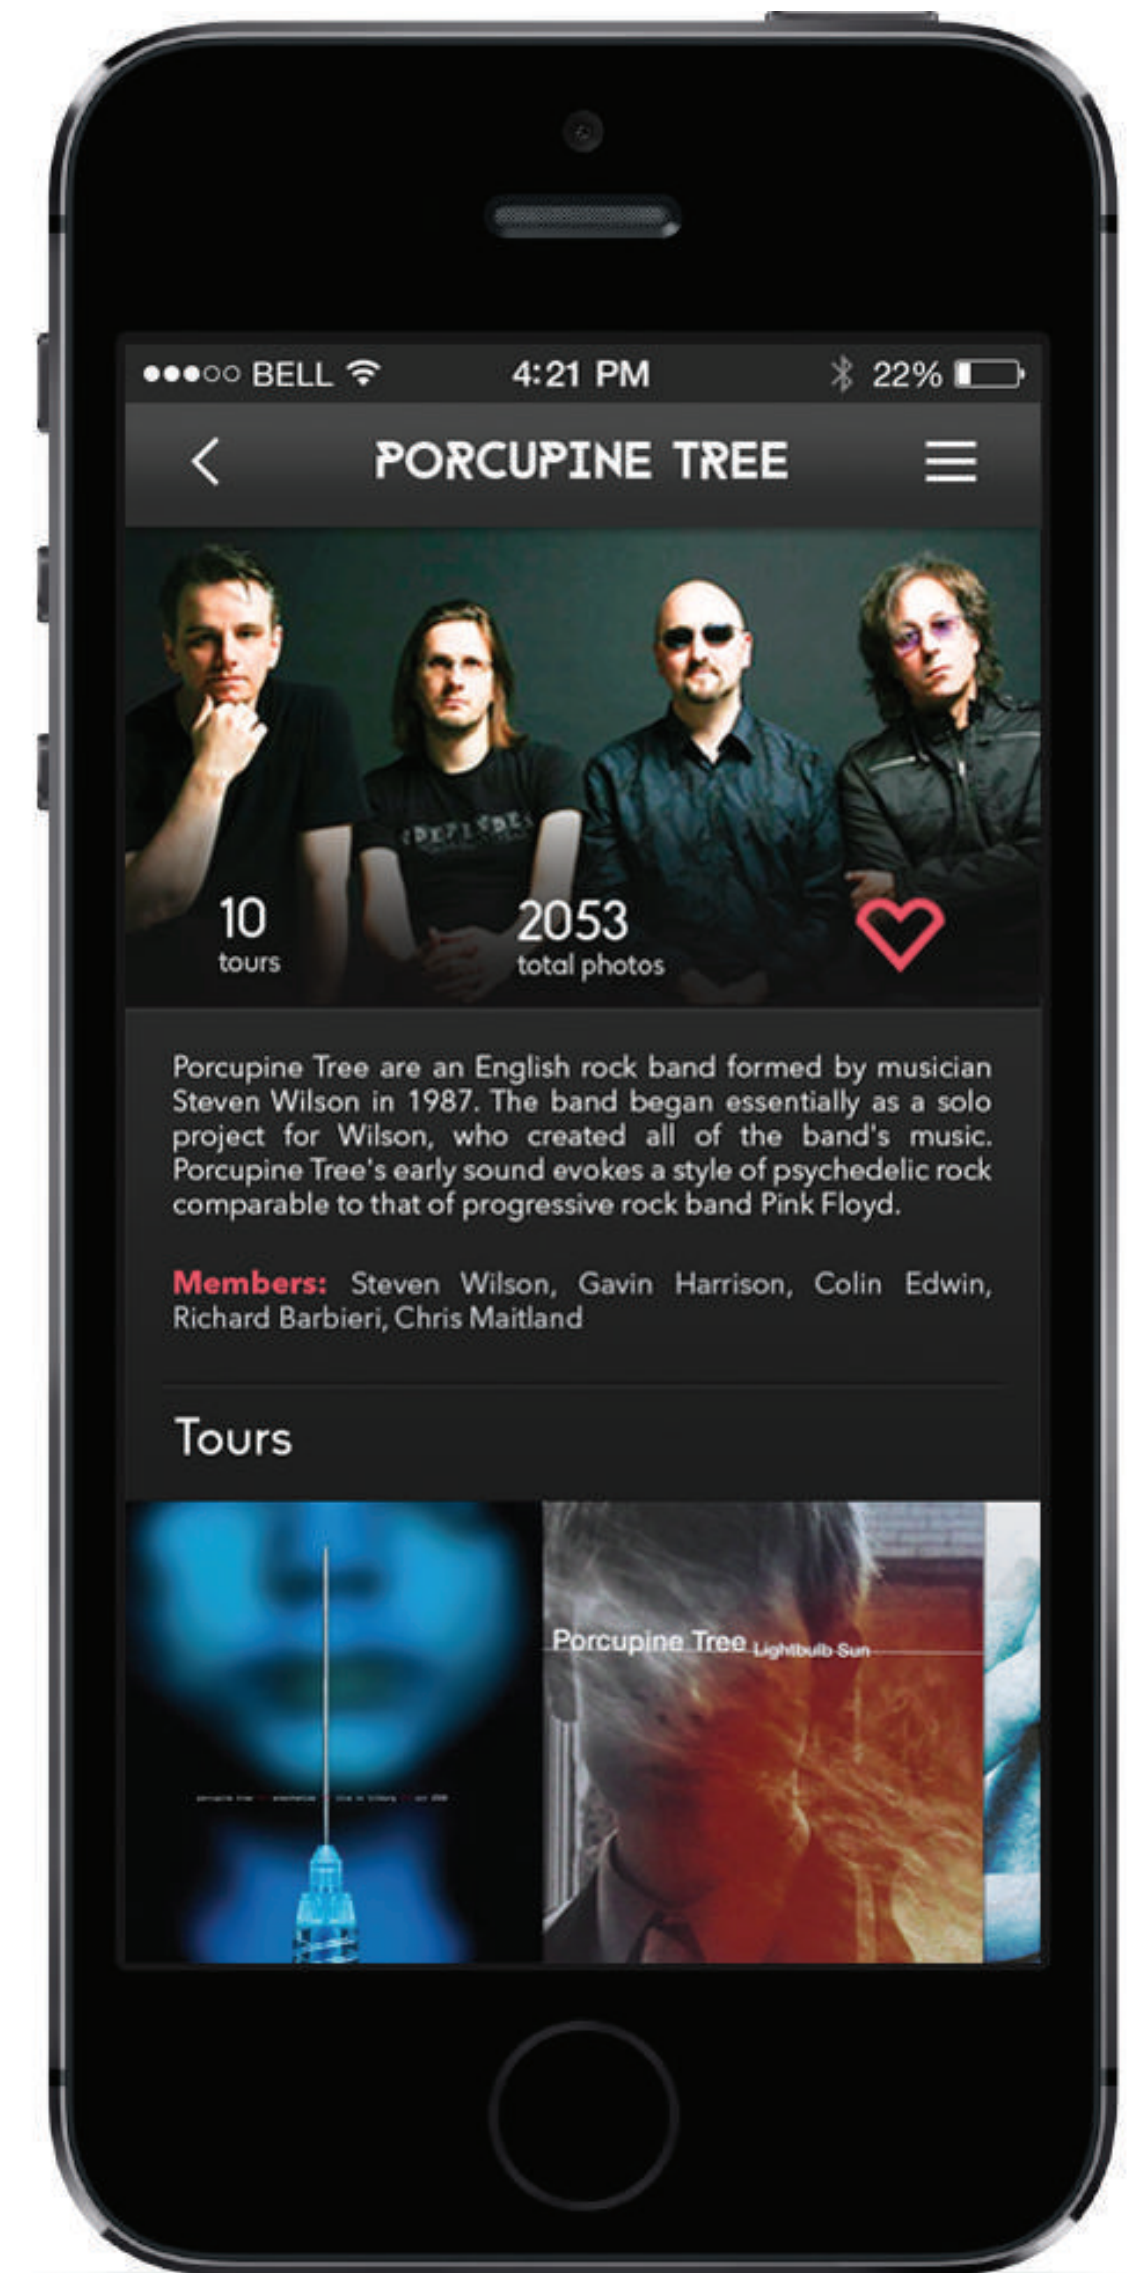 BELL 4:21 PM 22%
PORCUPINE TREE
10 2053
tours total photos
Porcupine Tree are an English rock band formed by musician
Steven Wilson in 1987. The band began essentially as a solo
project for Wilson, who created all of the band's music.
Porcupine Tree's early sound evokes a style of psychedelic rock
comparable to that of progressive rock band Pink Floyd.
Members: Steven Wilson, Gavin Harrison, Colin Edwin,
Richard Barbieri, Chris Maitland
Tours
Porcupine Tree Lightbulb Sun
porcupine tree